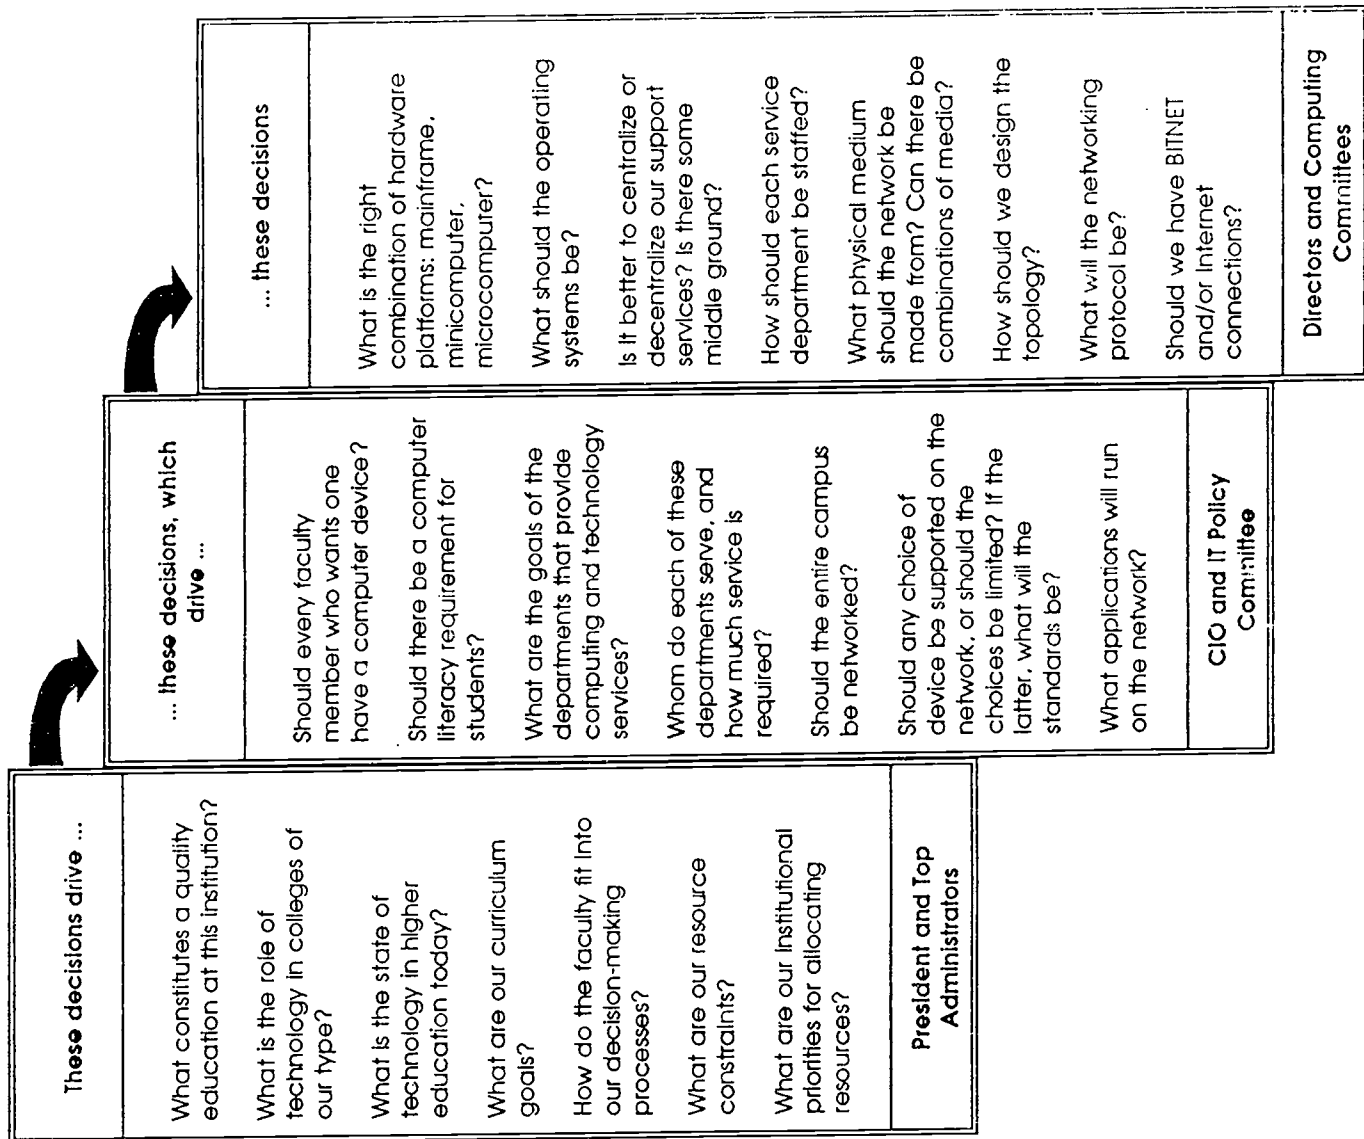 These decisions drive ...
What constitutes a quality
education at this institution?
What is the role of
technology in colleges of
our type?
What is the state of
technology in higher
education today?
What are our curriculum
goals?
How do the faculty fit into
our decision-making
processes?
What are our resource
constraints?
What are our institutional
priorities for allocating
resources?
President and Top
Administrators
... these decisions, which
drive ...
Should every faculty
member who wants one
have a computer device?
Should there be a computer
literacy requirement for
students?
What are the goals of the
departments that provide
computing and technology
services?
Whom do each of these
departments serve, and
how much service is
required?
Should the entire campus
be networked?
Should any choice of
device be supported on the
network, or should the
choices be limited? If the
latter, what will the
standards be?
What applications will run
on the network?
CIO and IT Policy
Committee
... these decisions
What is the right
combination of hardware
platforms: mainframe,
minicomputer,
microcomputer?
What should the operating
systems be?
Is it better to centralize or
decentralize our support
services? Is there some
middle ground?
How should each service
department be staffed?
What physical medium
should the network be
made from? Can there be
combinations of media?
How should we design the
topology?
What will the networking
protocol be?
Should we have BITNET
and/or Internet
connections?
Directors and Computing
Committees